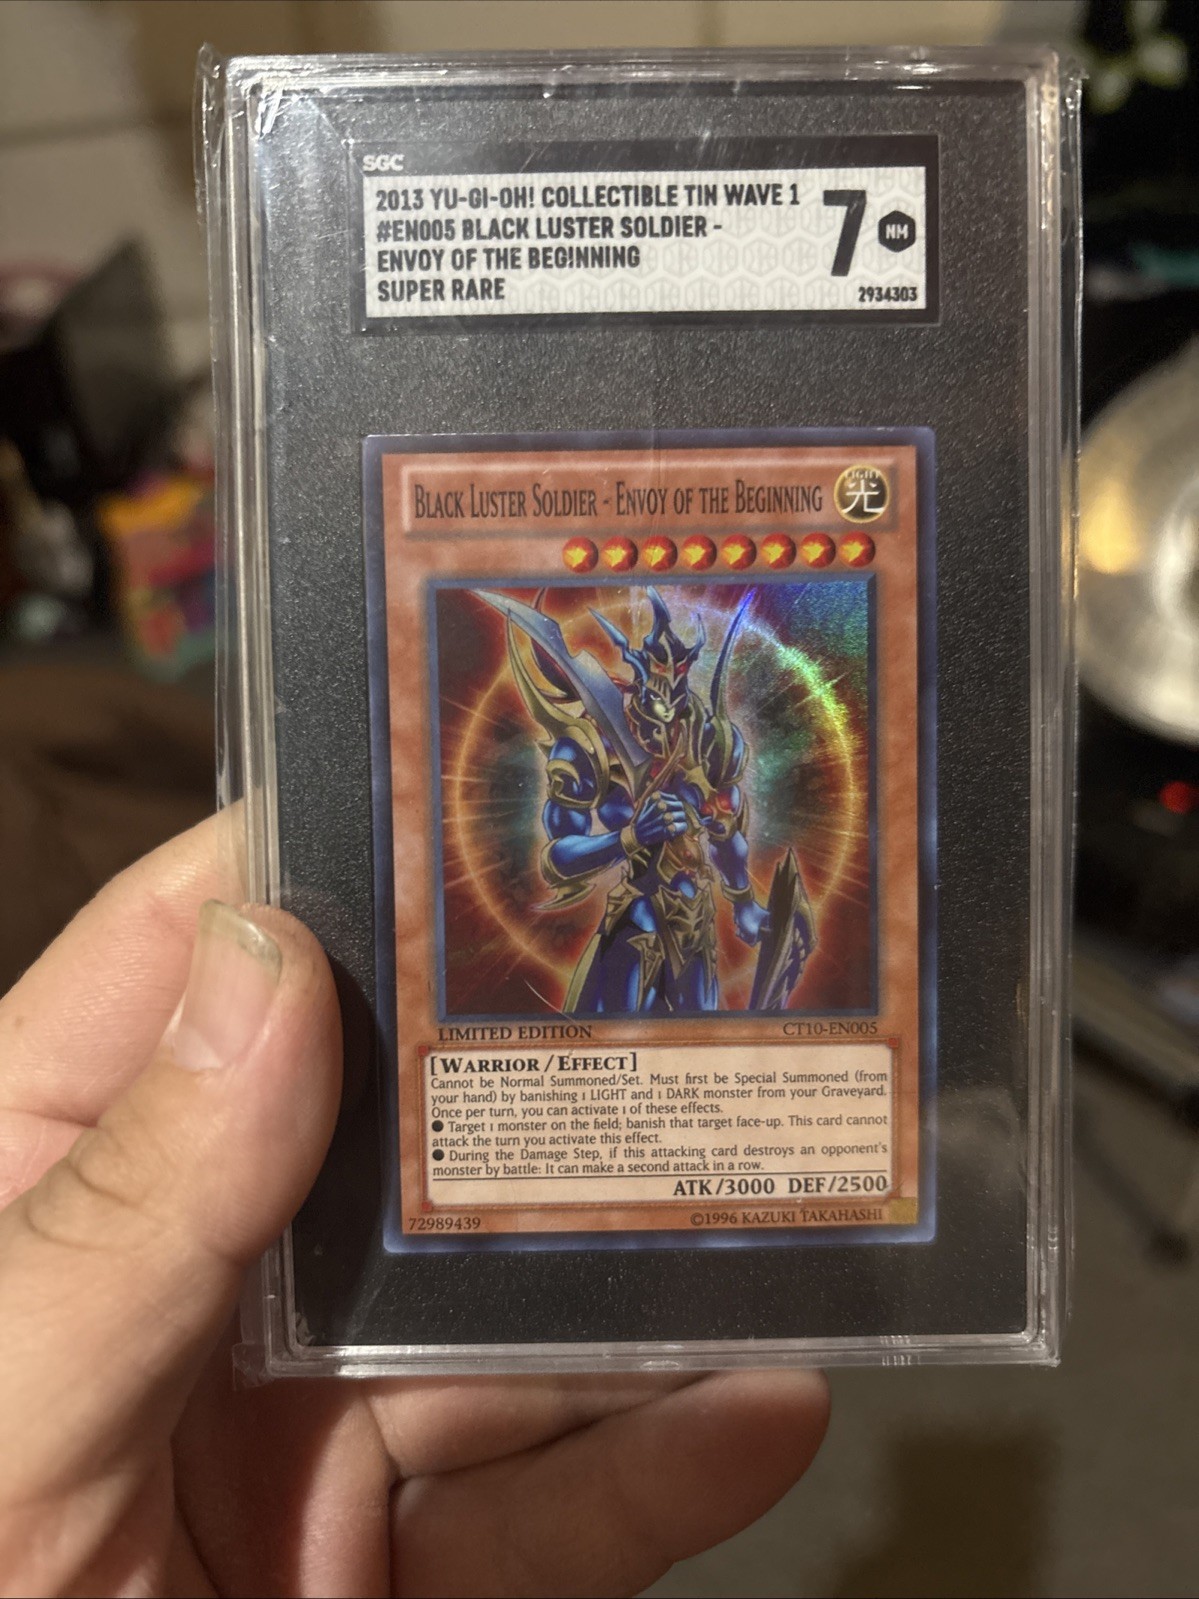 SGC
2013 YU-GI-OH! COLLECTIBLE TIN WAVE 1
#EN005 BLACK LUSTER SOLDIER -
ENVOY OF THE BEGINNING
SUPER RARE
7
NM
2934303
BLACK LUSTER SOLDIER - ENVOY OF THE BEGINNING
LIGHT
光
LIMITED EDITION
CT10-EN005
[WARRIOR / EFFECT]
Cannot be Normal Summoned/Set. Must first be Special Summoned (from
your hand) by banishing 1 LIGHT and 1 DARK monster from your Graveyard.
Once per turn, you can activate 1 of these effects.
● Target 1 monster on the field; banish that target face-up. This card cannot
attack the turn you activate this effect.
● During the Damage Step, if this attacking card destroys an opponent's
monster by battle: It can make a second attack in a row.
ATK/3000 DEF/2500
72989439
©1996 KAZUKI TAKAHASHI